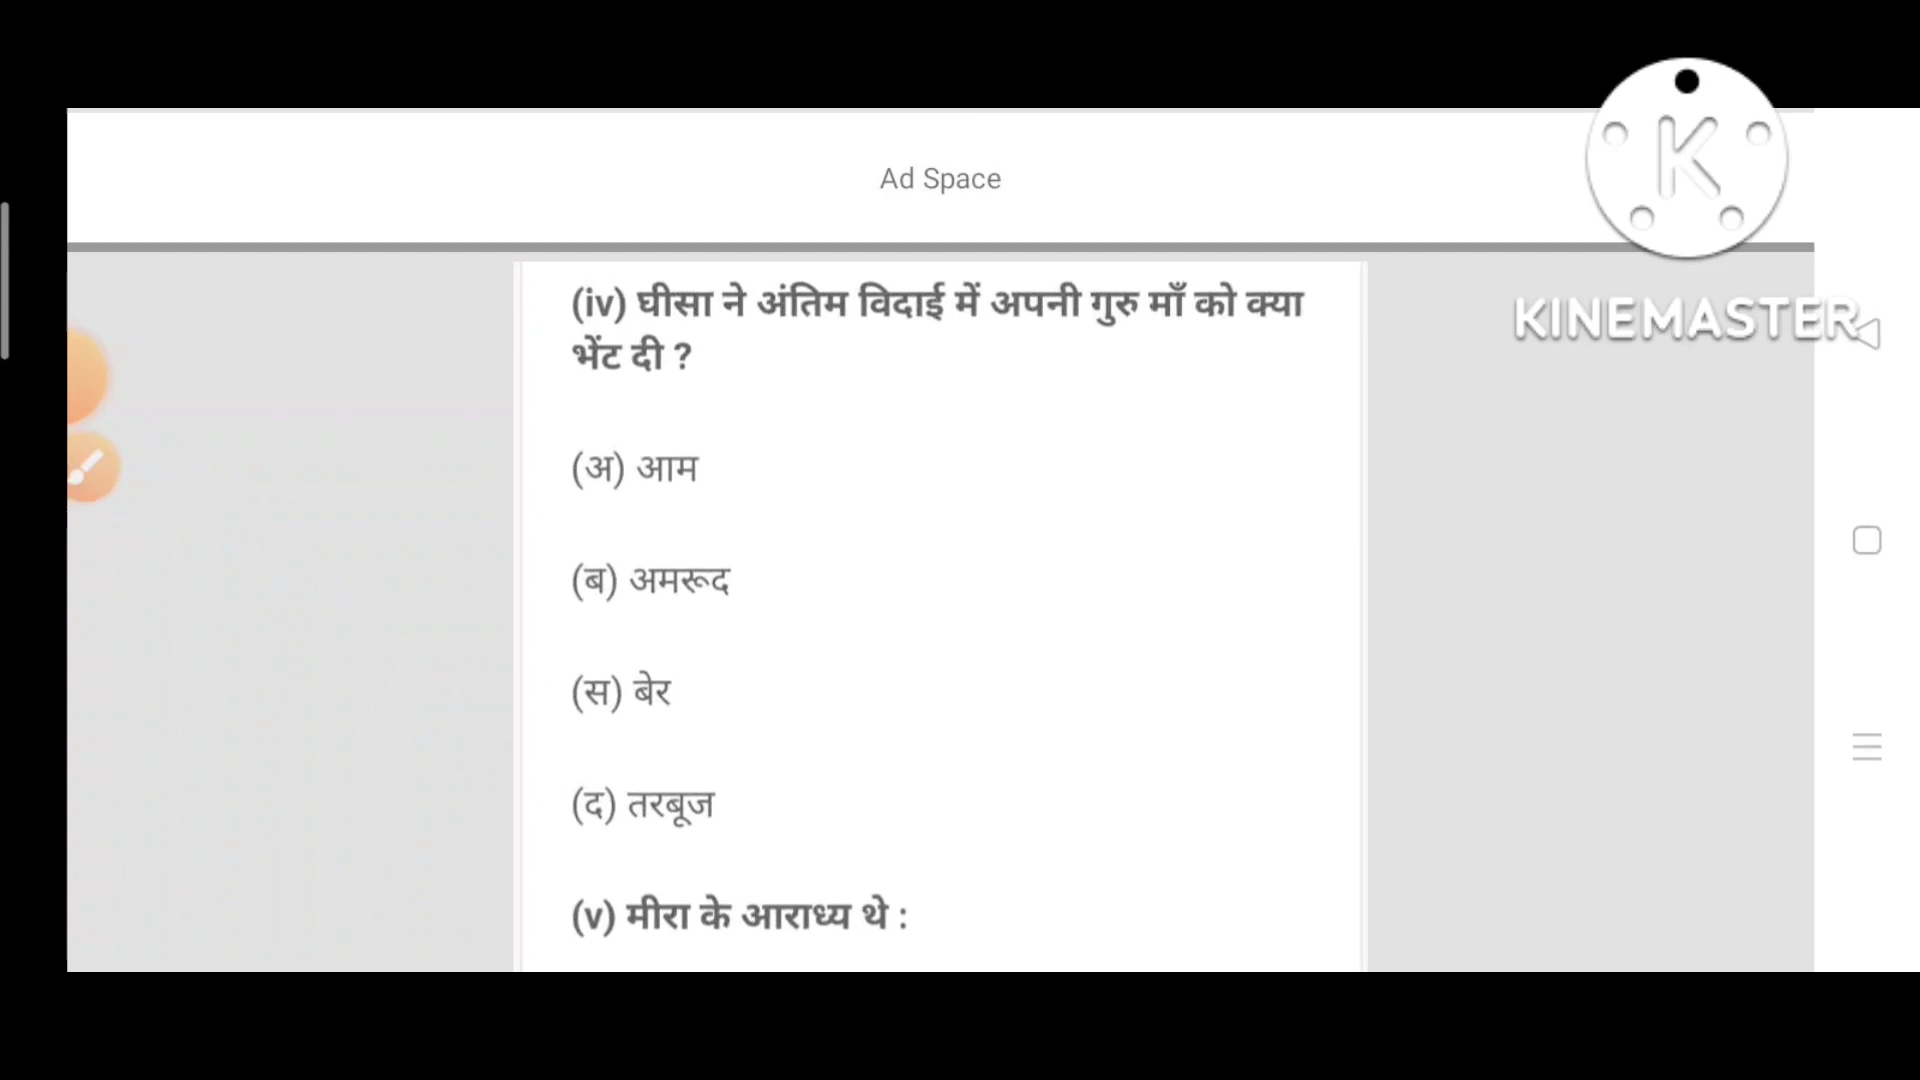 Ad Space
K
KINEMASTER
(iv) घीसा ने अंतिम विदाई में अपनी गुरु माँ को क्या
भेंट दी ?
(अ) आम
(ब) अमरूद
(स) बेर
(द) तरबूज
(v) मीरा के आराध्य थे :